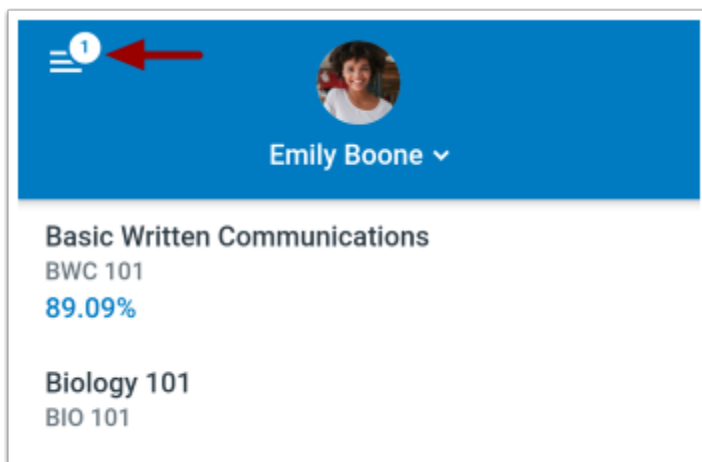 1
Emily Boone
Basic Written Communications
BWC 101
89.09%
Biology 101
BIO 101